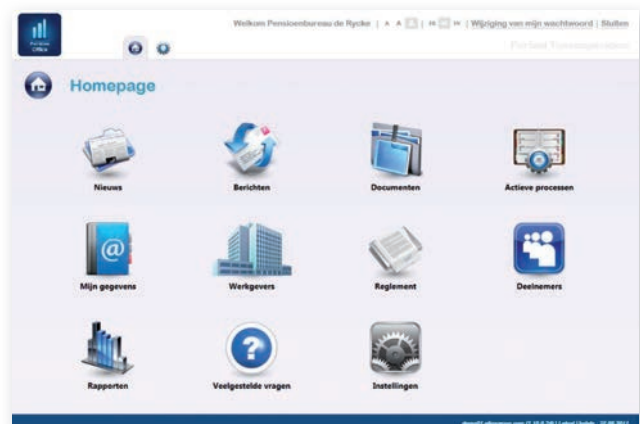 Welkom Pensioenbureau de Rycke | A A A | Wijziging van mijn wachtwoord | Sluiten
Office
Homepage
Nieuws
Berichten
Documenten
Actieve processen
Mijn gegevens
Werkgevers
Reglement
Deelnemers
Rapporten
Veelgestelde vragen
Instellingen